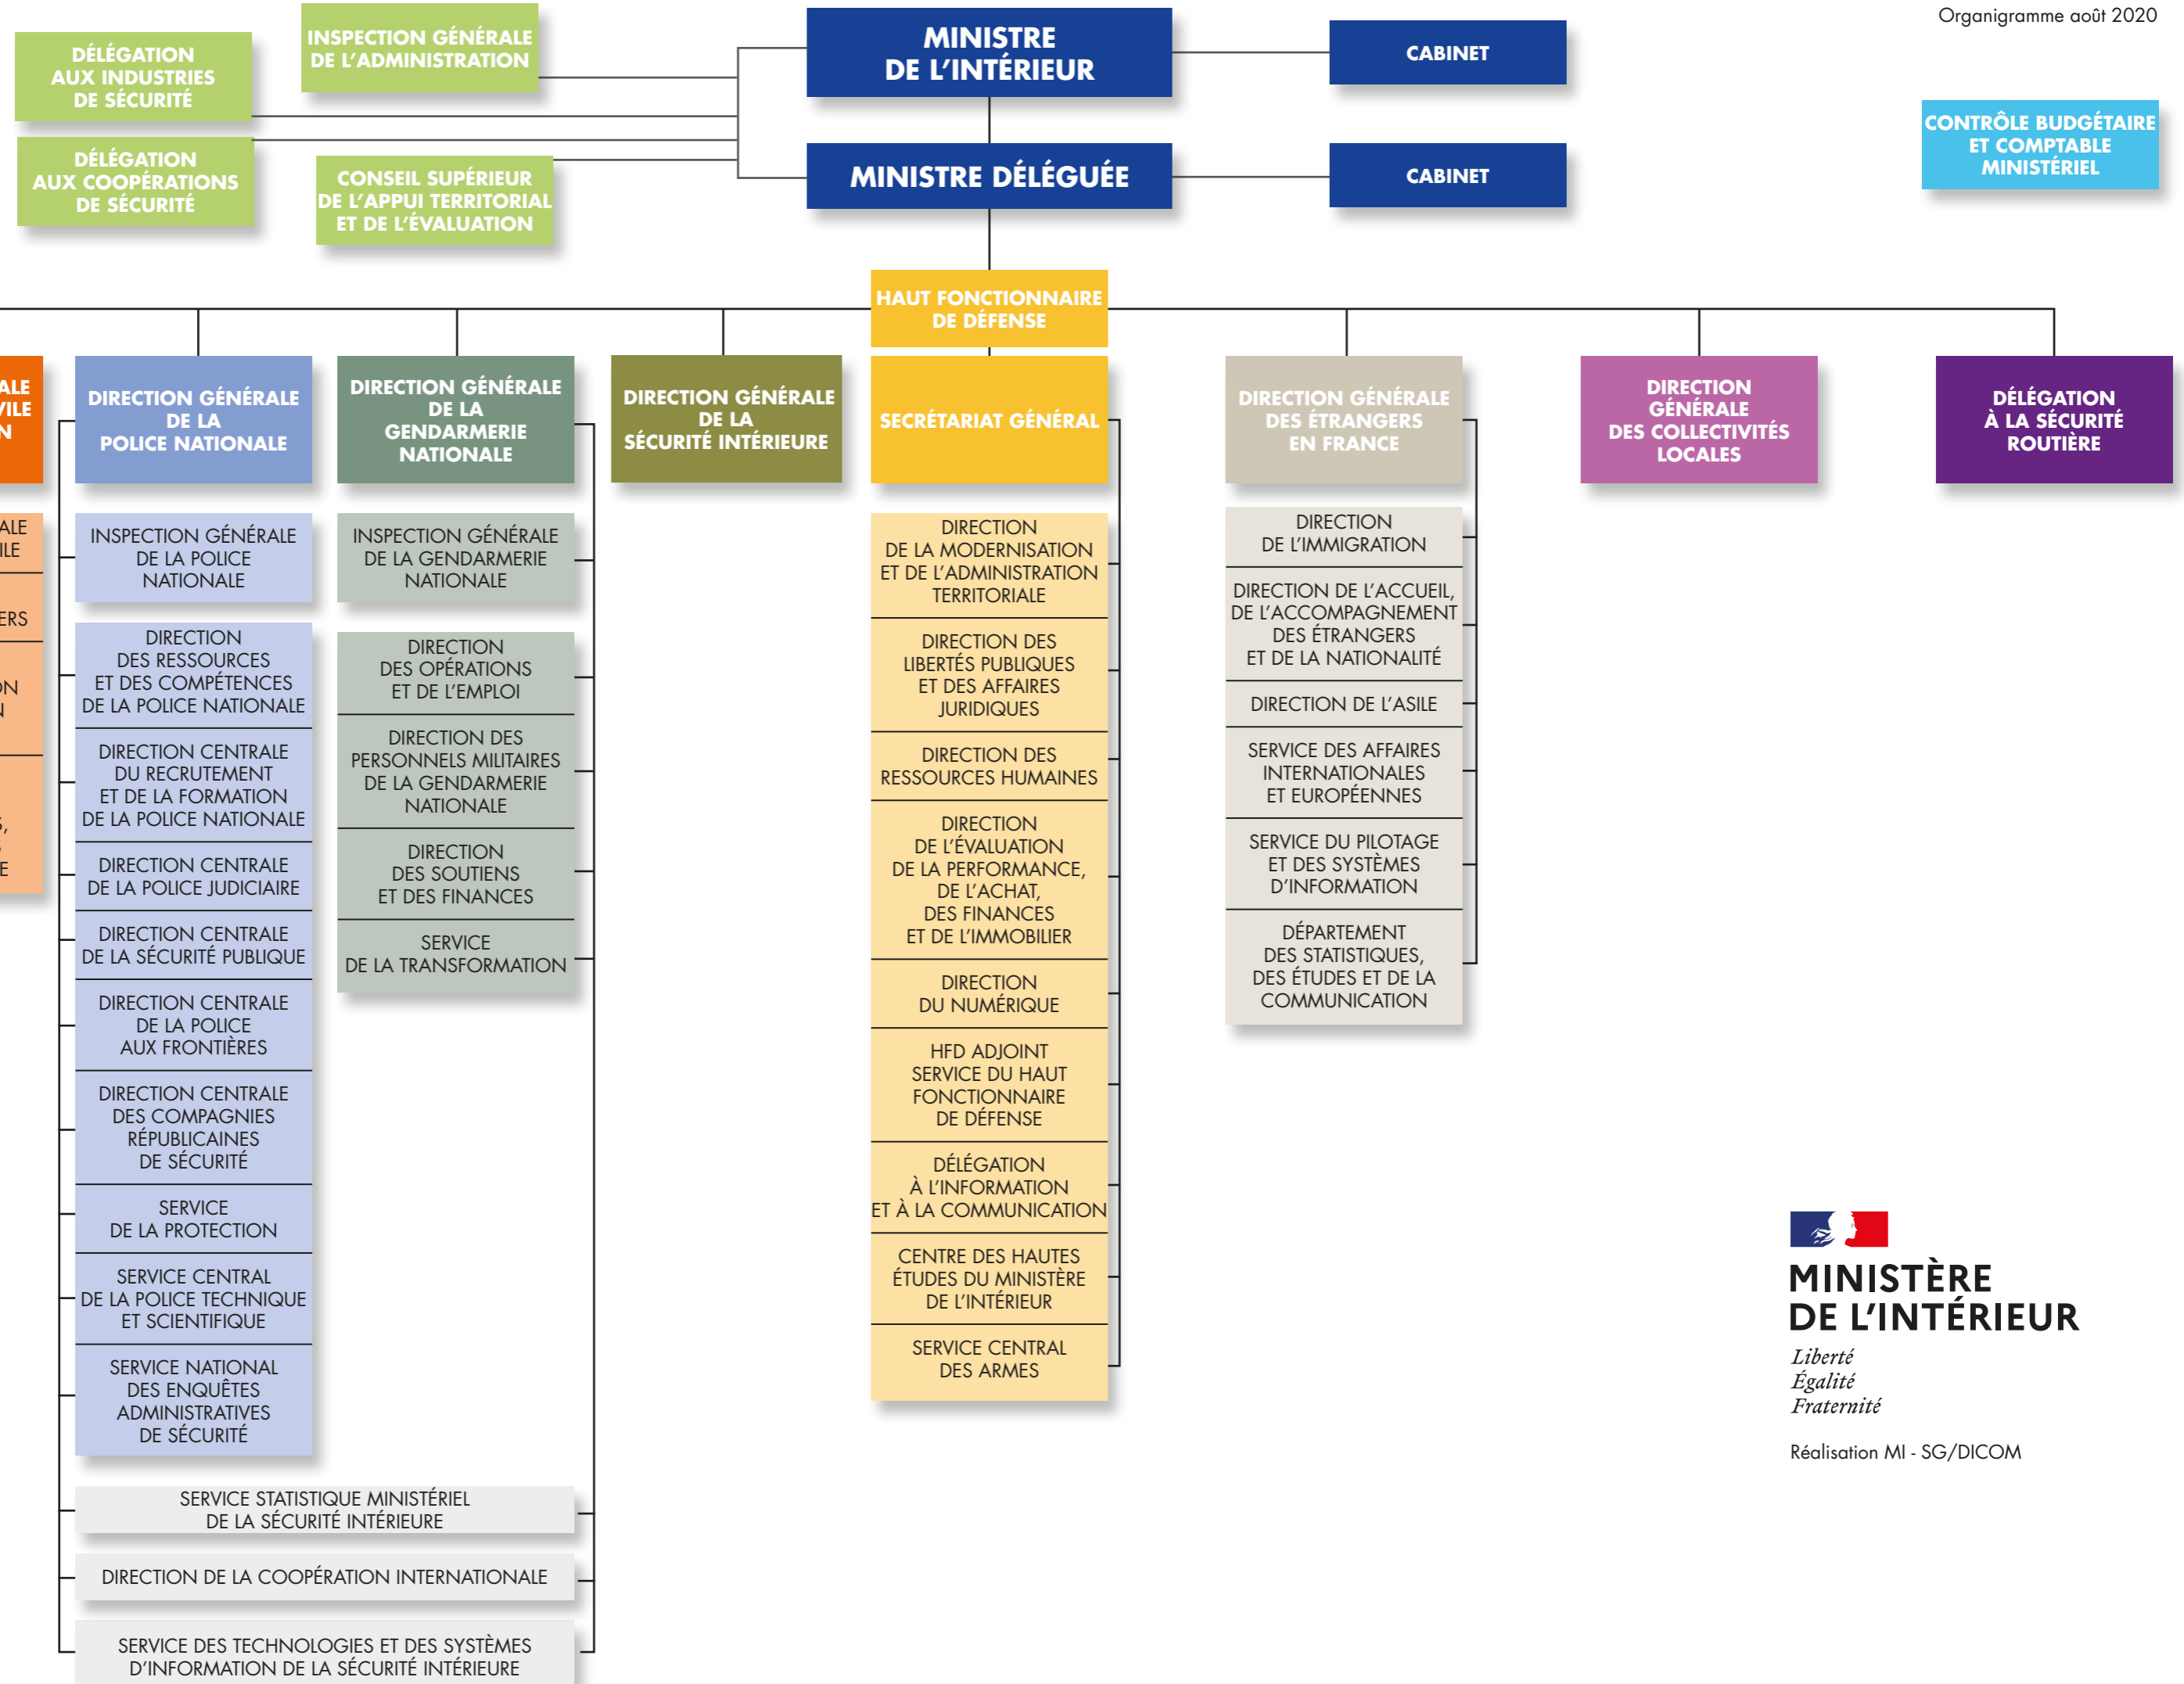 Organigramme août 2020
DÉLÉGATION
AUX INDUSTRIES
DE SÉCURITÉ
INSPECTION GÉNÉRALE
DE L'ADMINISTRATION
MINISTRE
DE L'INTÉRIEUR
CABINET
CONTRÔLE BUDGÉTAIRE
ET COMPTABLE
MINISTÉRIEL
DÉLÉGATION
AUX COOPÉRATIONS
DE SÉCURITÉ
CONSEIL SUPÉRIEUR
DE L'APPUI TERRITORIAL
ET DE L'ÉVALUATION
MINISTRE DÉLÉGUÉE
CABINET
HAUT FONCTIONNAIRE
DE DÉFENSE
DIRECTION GÉNÉRALE
DE LA
POLICE NATIONALE
DIRECTION GÉNÉRALE
DE LA
GENDARMERIE
NATIONALE
DIRECTION GÉNÉRALE
DE LA
SÉCURITÉ INTÉRIEURE
SECRÉTARIAT GÉNÉRAL
DIRECTION GÉNÉRALE
DES ÉTRANGERS
EN FRANCE
DIRECTION
GÉNÉRALE
DES COLLECTIVITÉS
LOCALES
DÉLÉGATION
À LA SÉCURITÉ
ROUTIÈRE
INSPECTION GÉNÉRALE
DE LA POLICE
NATIONALE
DIRECTION
DES RESSOURCES
ET DES COMPÉTENCES
DE LA POLICE NATIONALE
DIRECTION CENTRALE
DU RECRUTEMENT
ET DE LA FORMATION
DE LA POLICE NATIONALE
DIRECTION CENTRALE
DE LA POLICE JUDICIAIRE
DIRECTION CENTRALE
DE LA SÉCURITÉ PUBLIQUE
DIRECTION CENTRALE
DE LA POLICE
AUX FRONTIÈRES
DIRECTION CENTRALE
DES COMPAGNIES
RÉPUBLICAINES
DE SÉCURITÉ
SERVICE
DE LA PROTECTION
SERVICE CENTRAL
DE LA POLICE TECHNIQUE
ET SCIENTIFIQUE
SERVICE NATIONAL
DES ENQUÊTES
ADMINISTRATIVES
DE SÉCURITÉ
INSPECTION GÉNÉRALE
DE LA GENDARMERIE
NATIONALE
DIRECTION
DES OPÉRATIONS
ET DE L'EMPLOI
DIRECTION DES
PERSONNELS MILITAIRES
DE LA GENDARMERIE
NATIONALE
DIRECTION
DES SOUTIENS
ET DES FINANCES
SERVICE
DE LA TRANSFORMATION
SERVICE STATISTIQUE MINISTÉRIEL
DE LA SÉCURITÉ INTÉRIEURE
DIRECTION DE LA COOPÉRATION INTERNATIONALE
SERVICE DES TECHNOLOGIES ET DES SYSTÈMES
D'INFORMATION DE LA SÉCURITÉ INTÉRIEURE
DIRECTION
DE LA MODERNISATION
ET DE L'ADMINISTRATION
TERRITORIALE
DIRECTION DES
LIBERTÉS PUBLIQUES
ET DES AFFAIRES
JURIDIQUES
DIRECTION DES
RESSOURCES HUMAINES
DIRECTION
DE L'ÉVALUATION
DE LA PERFORMANCE,
DE L'ACHAT,
DES FINANCES
ET DE L'IMMOBILIER
DIRECTION
DU NUMÉRIQUE
HFD ADJOINT
SERVICE DU HAUT
FONCTIONNAIRE
DE DÉFENSE
DÉLÉGATION
À L'INFORMATION
ET À LA COMMUNICATION
CENTRE DES HAUTES
ÉTUDES DU MINISTÈRE
DE L'INTÉRIEUR
SERVICE CENTRAL
DES ARMES
DIRECTION
DE L'IMMIGRATION
DIRECTION DE L'ACCUEIL,
DE L'ACCOMPAGNEMENT
DES ÉTRANGERS
ET DE LA NATIONALITÉ
DIRECTION DE L'ASILE
SERVICE DES AFFAIRES
INTERNATIONALES
ET EUROPÉENNES
SERVICE DU PILOTAGE
ET DES SYSTÈMES
D'INFORMATION
DÉPARTEMENT
DES STATISTIQUES,
DES ÉTUDES ET DE LA
COMMUNICATION
MINISTÈRE
DE L'INTÉRIEUR
Liberté
Égalité
Fraternité
Réalisation MI - SG/DICOM